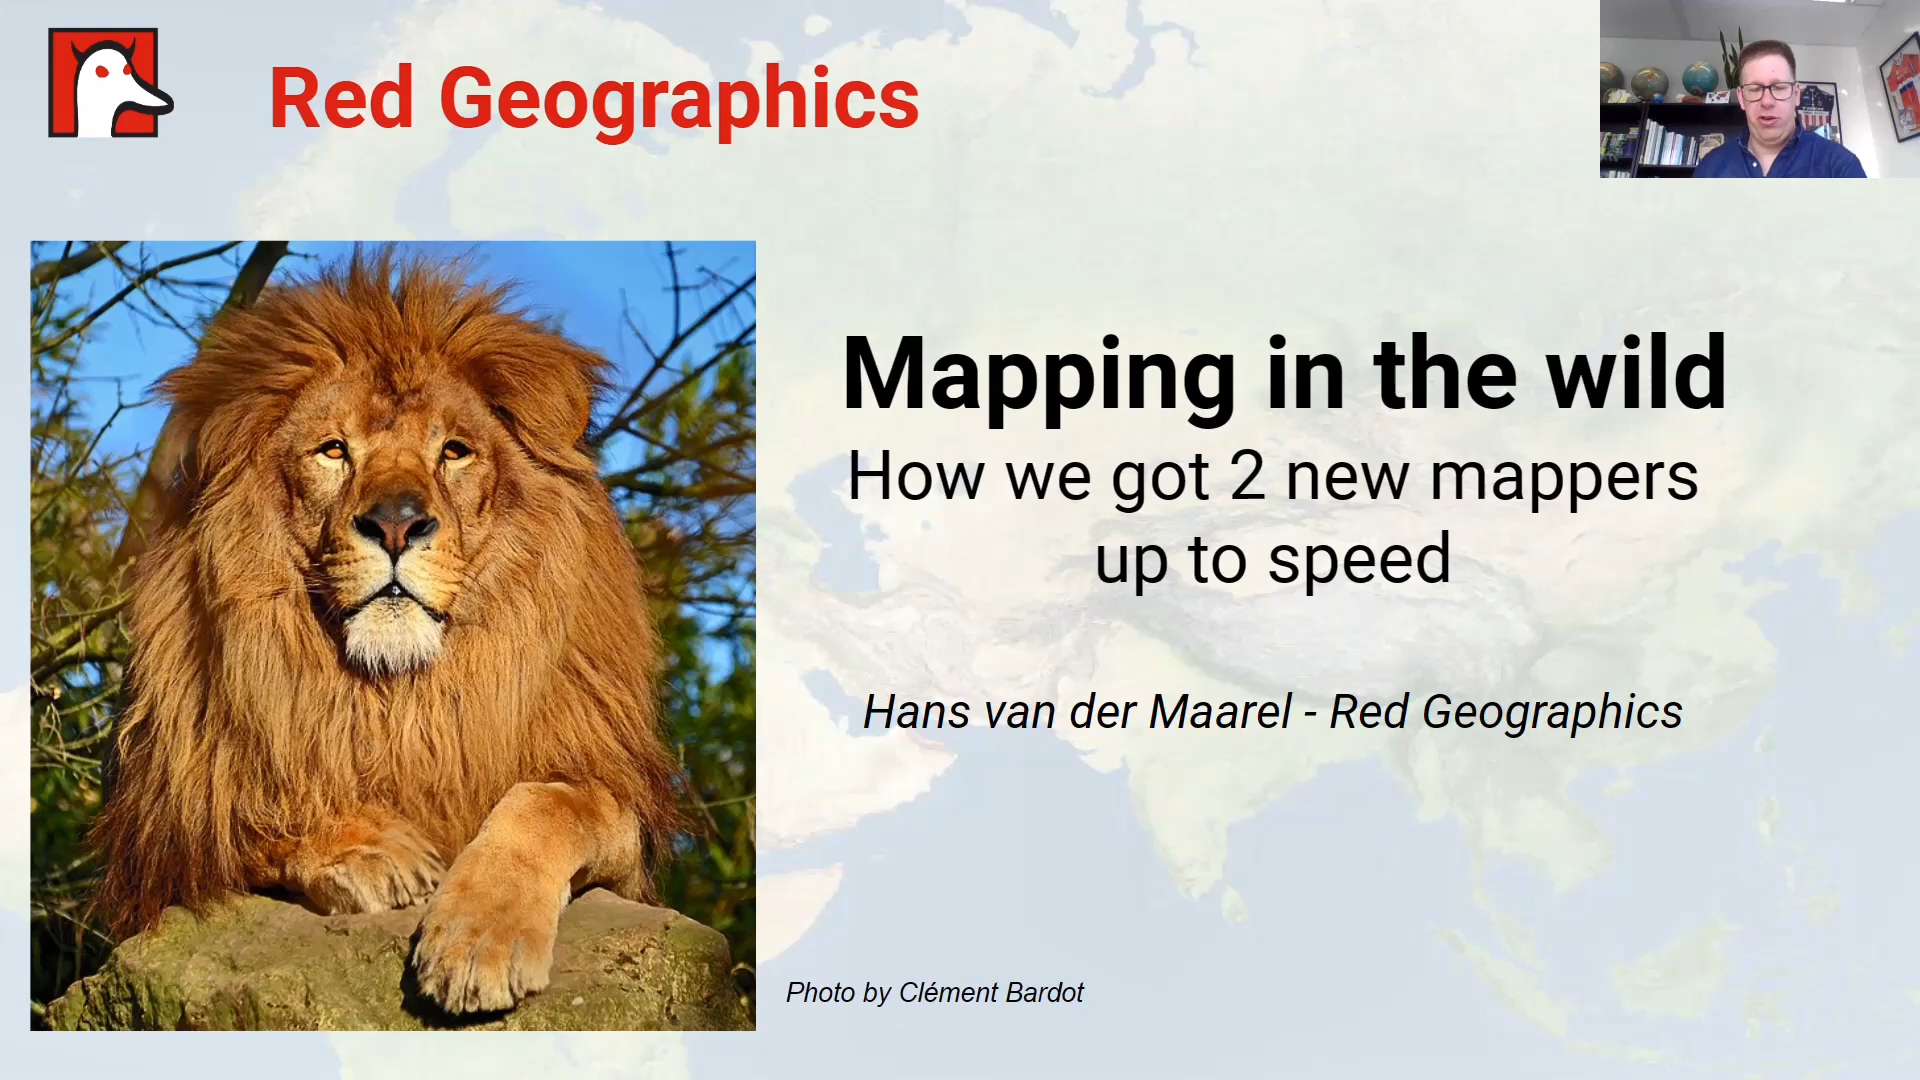 Red Geographics
Mapping in the wild
How we got 2 new mappers
up to speed
Hans van der Maarel - Red Geographics
Photo by Clément Bardot